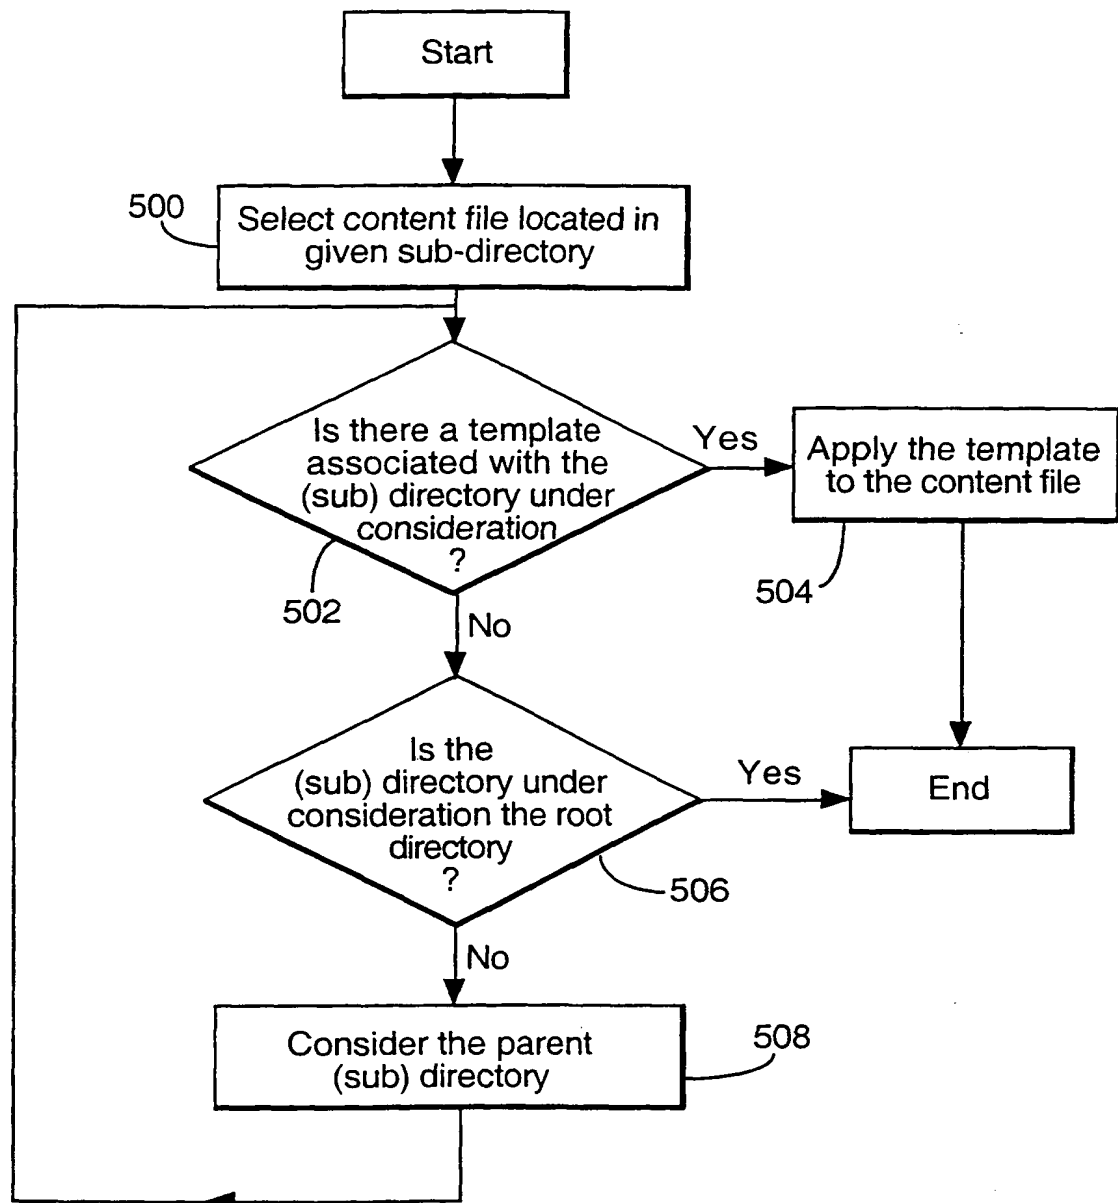 Start
500
Select content file located in
given sub-directory
Is there a template
associated with the
(sub) directory under
consideration
?
502
Yes
Apply the template
to the content file
504
No
Is the
(sub) directory under
consideration the root
directory
?
506
Yes
End
No
Consider the parent
(sub) directory
508